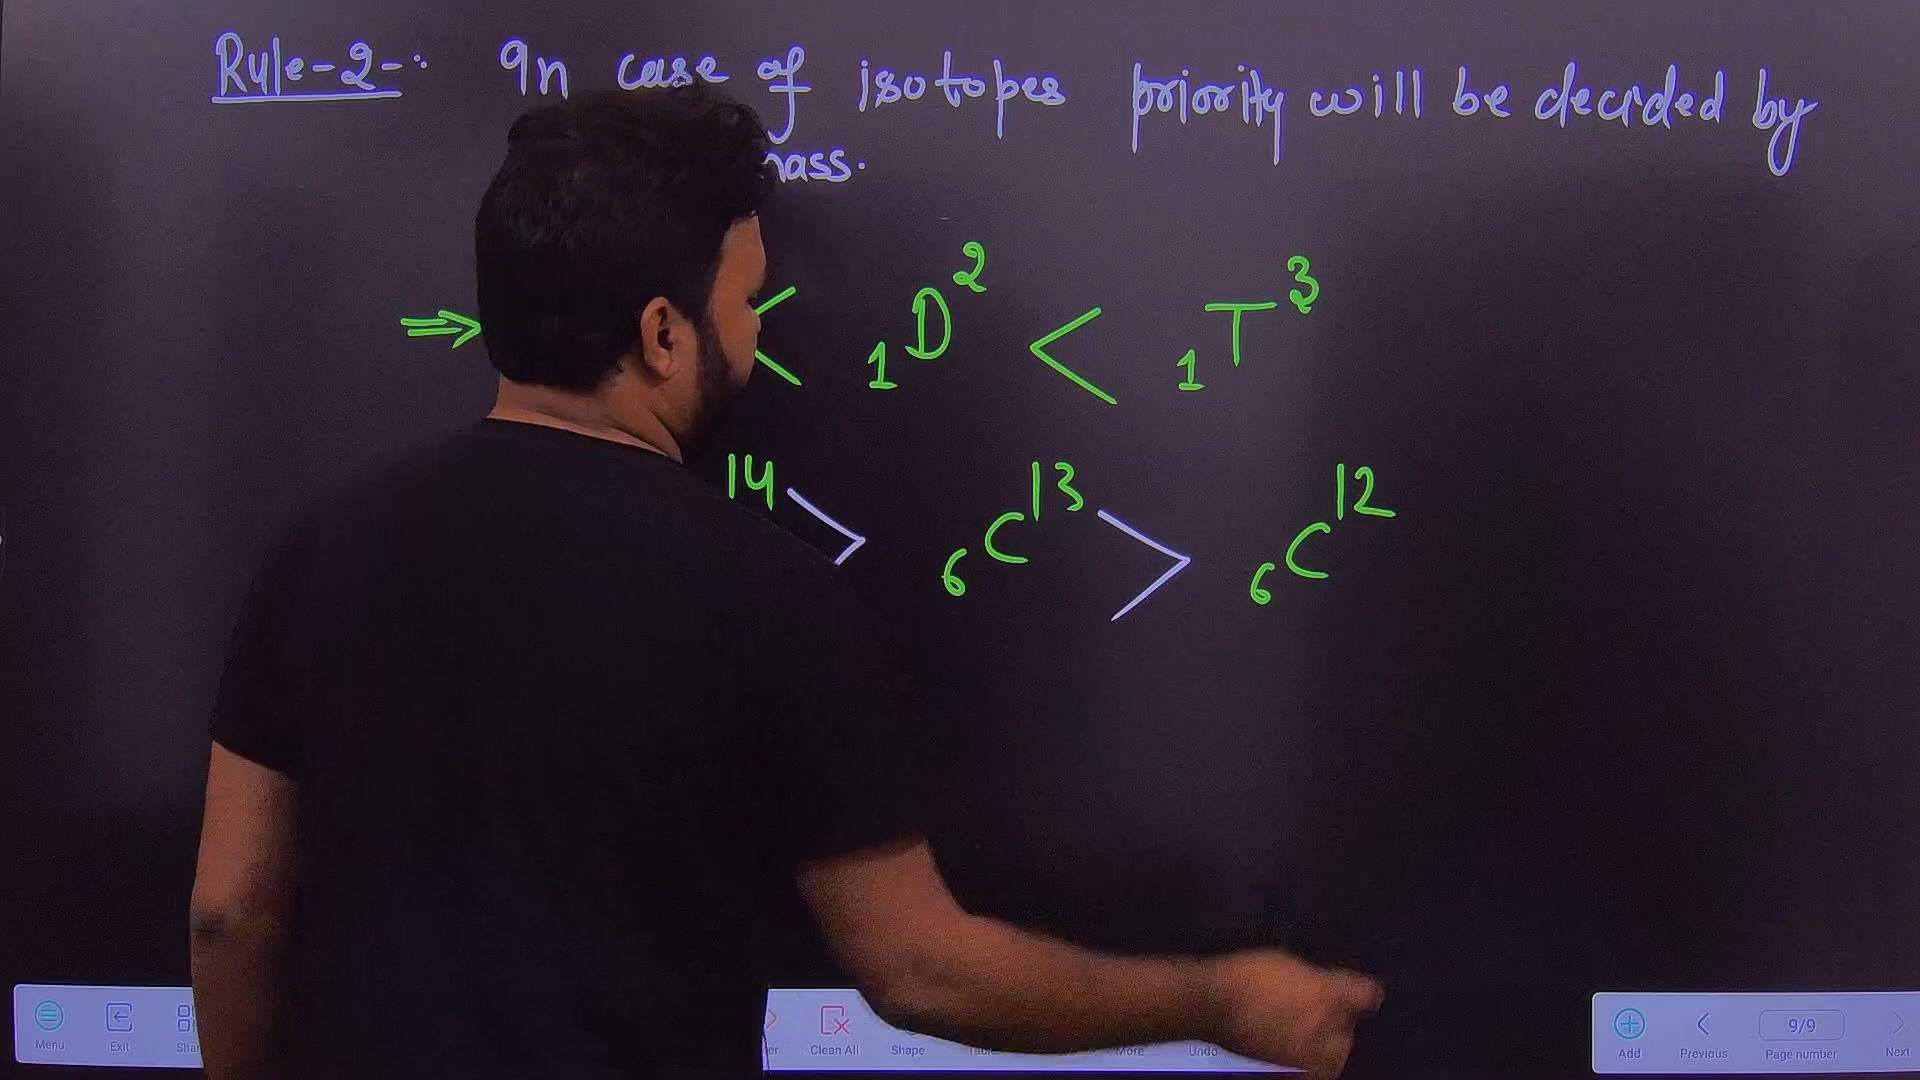 Rule-2-: In case of isotopes priority will be decided by
mass.
⇒ < ₁D² < ₁T³
14 > ₆C¹³ > ₆C¹²
Menu Exit Clean All Shape More Undo Add Previous 9/9 Page number Next